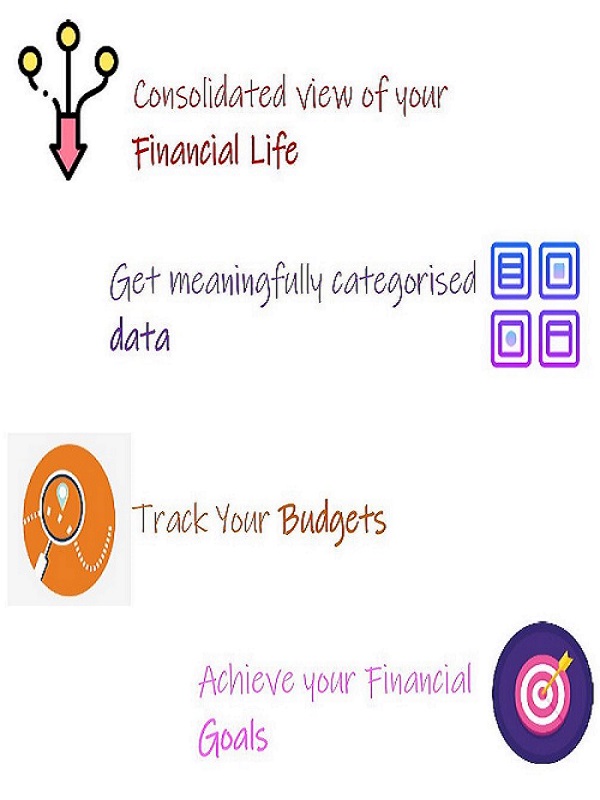 Consolidated view of your
Financial Life
Get meaningfully categorised
data
Track Your Budgets
Achieve your Financial
Goals